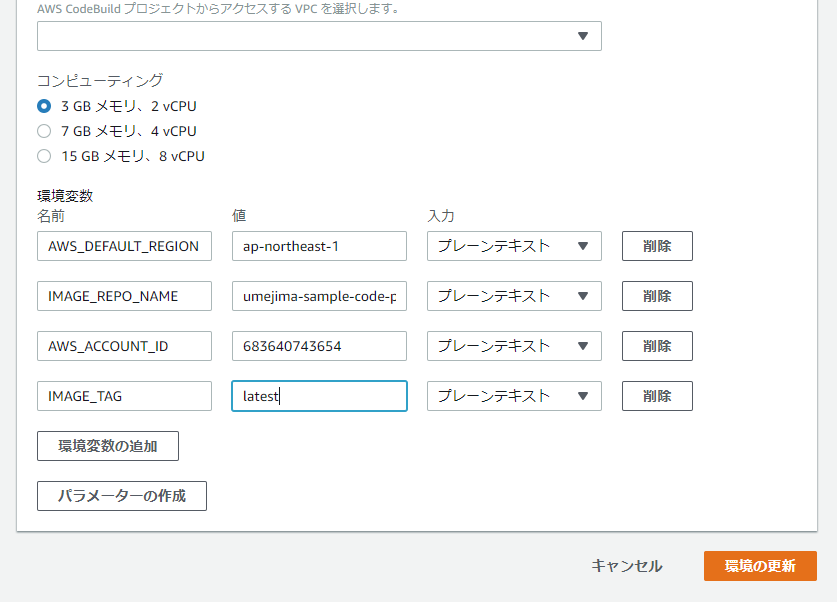 AWS CodeBuild プロジェクトからアクセスする VPC を選択します。
コンピューティング
3 GB メモリ、2 vCPU
7 GB メモリ、4 vCPU
15 GB メモリ、8 vCPU
環境変数
名前 値 入力
AWS_DEFAULT_REGION ap-northeast-1 プレーンテキスト 削除
IMAGE_REPO_NAME umejima-sample-code-p プレーンテキスト 削除
AWS_ACCOUNT_ID 683640743654 プレーンテキスト 削除
IMAGE_TAG latest プレーンテキスト 削除
環境変数の追加
パラメーターの作成
キャンセル 環境の更新